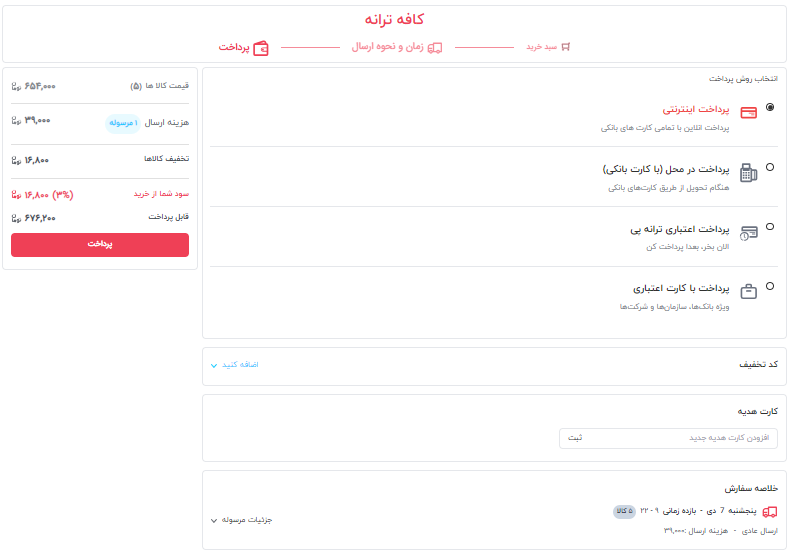 کافه ترانه
سبد خرید
زمان و نحوه ارسال
پرداخت
انتخاب روش پرداخت
پرداخت اینترنتی
پرداخت انلاین با تمامی کارت های بانکی
پرداخت در محل (با کارت بانکی)
هنگام تحویل از طریق کارت‌های بانکی
پرداخت اعتباری ترانه پی
الان بخر، بعدا پرداخت کن
پرداخت با کارت اعتباری
ویژه بانک‌ها، سازمان‌ها و شرکت‌ها
کد تخفیف
اضافه کنید
کارت هدیه
افزودن کارت هدیه جدید
ثبت
خلاصه سفارش
پنجشنبه 7 دی - بازده زمانی ۹ - ۲۲ ۵ کالا
ارسال عادی - هزینه ارسال :۳۹,۰۰۰
جزئیات مرسوله
قیمت کالا ها (۵) ۶۵۴,۰۰۰ تومان
هزینه ارسال ۱ مرسوله ۳۹,۰۰۰ تومان
تخفیف کالاها ۱۶,۸۰۰ تومان
سود شما از خرید (۳%) ۱۶,۸۰۰ تومان
قابل پرداخت ۶۷۶,۲۰۰ تومان
پرداخت